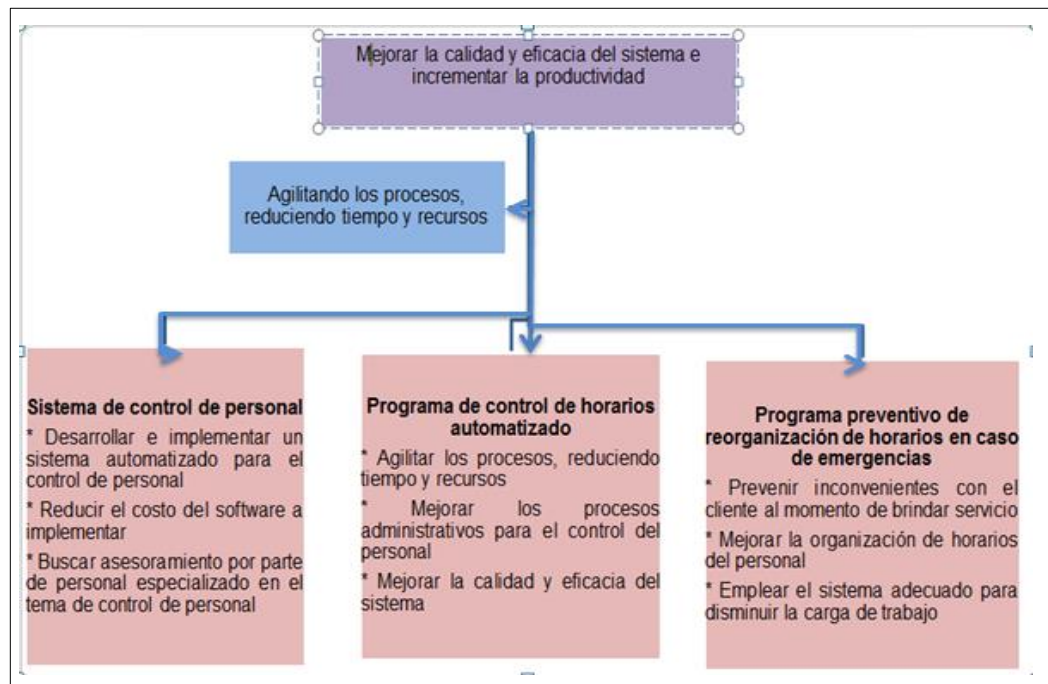 Mejorar la calidad y eficacia del sistema e
incrementar la productividad
Agilitando los procesos,
reduciendo tiempo y recursos
Sistema de control de personal
* Desarrollar e implementar un
sistema automatizado para el
control de personal
* Reducir el costo del software a
implementar
* Buscar asesoramiento por parte
de personal especializado en el
tema de control de personal
Programa de control de horarios
automatizado
* Agilitar los procesos, reduciendo
tiempo y recursos
* Mejorar los procesos
administrativos para el control del
personal
* Mejorar la calidad y eficacia del
sistema
Programa preventivo de
reorganización de horarios en caso
de emergencias
* Prevenir inconvenientes con el
cliente al momento de brindar servicio
* Mejorar la organización de horarios
del personal
* Emplear el sistema adecuado para
disminuir la carga de trabajo